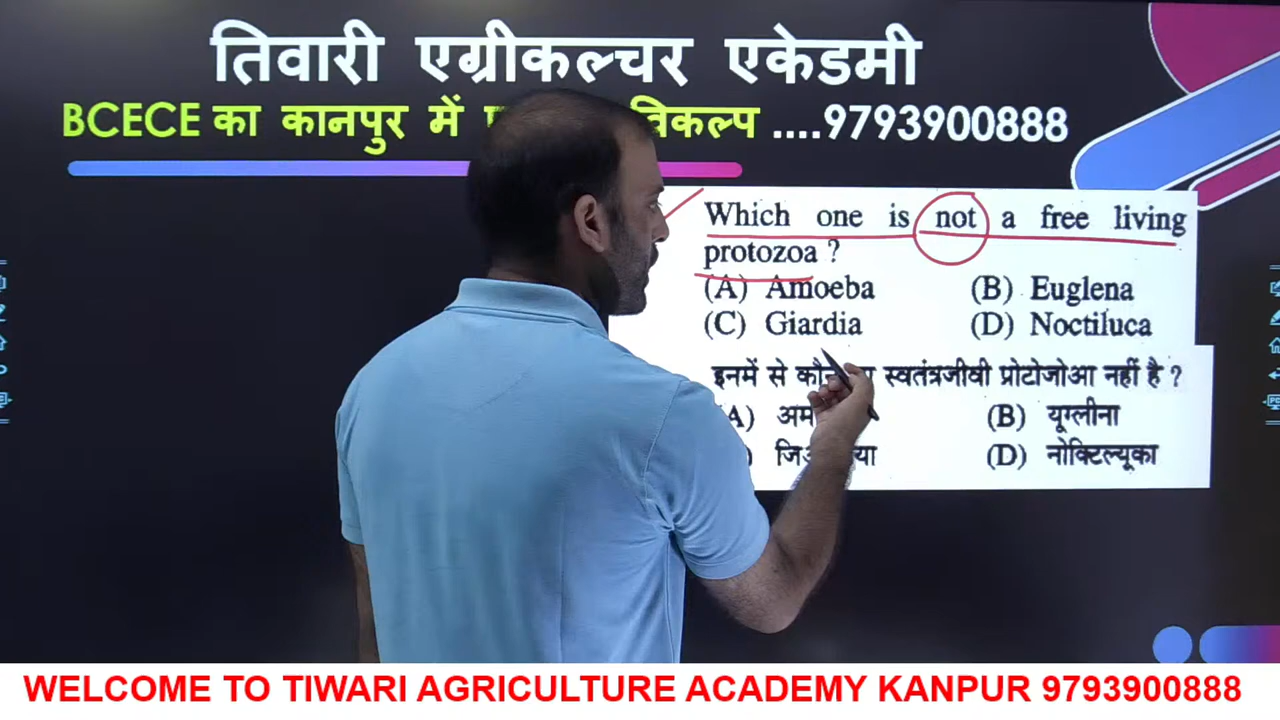 तिवारी एग्रीकल्चर एकेडमी
BCECE का कानपुर में विकल्प ....9793900888
Which one is not a free living
protozoa ?
(A) Amoeba (B) Euglena
(C) Giardia (D) Noctiluca
इनमें से स्वतंत्रजीवी प्रोटोजोआ नहीं है ?
(B) यूग्लीना
(D) नोक्टिल्यूका
WELCOME TO TIWARI AGRICULTURE ACADEMY KANPUR 9793900888